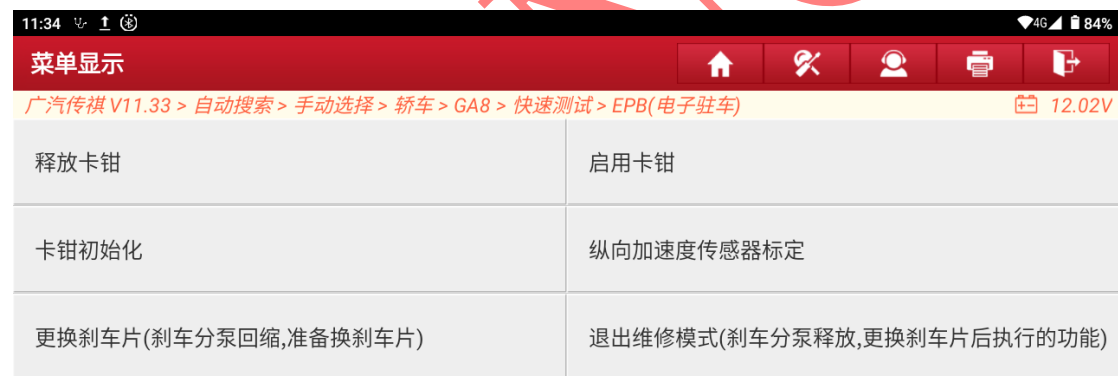 11:34
4G 84%
菜单显示
广汽传祺 V11.33 > 自动搜索 > 手动选择 > 轿车 > GA8 > 快速测试 > EPB(电子驻车)
12.02V
释放卡钳
启用卡钳
卡钳初始化
纵向加速度传感器标定
更换刹车片(刹车分泵回缩,准备换刹车片)
退出维修模式(刹车分泵释放,更换刹车片后执行的功能)